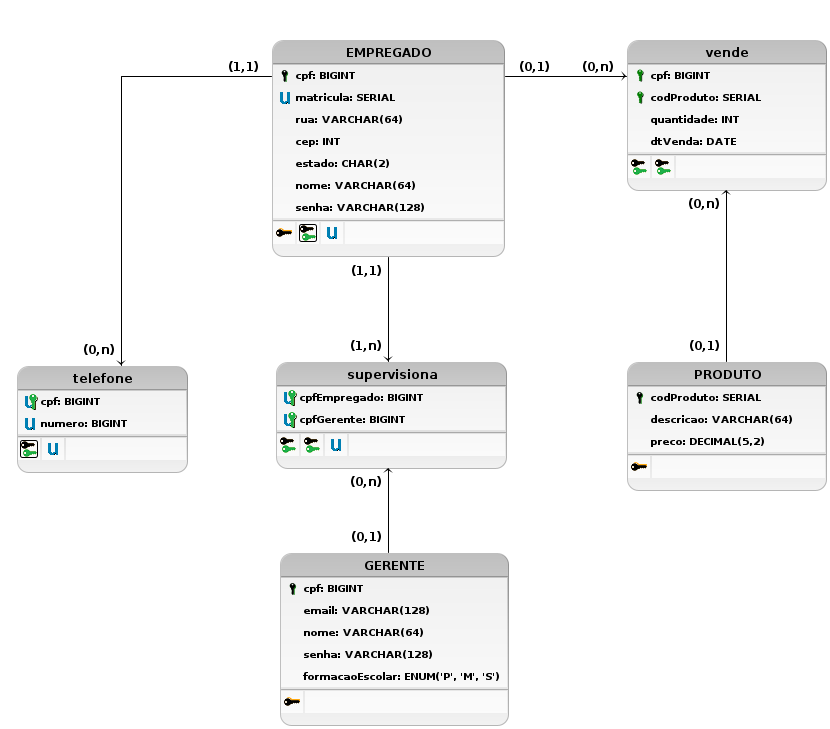 EMPREGADO
cpf: BIGINT
matricula: SERIAL
rua: VARCHAR(64)
cep: INT
estado: CHAR(2)
nome: VARCHAR(64)
senha: VARCHAR(128)
(1,1)
(0,1)
(0,n)
vende
cpf: BIGINT
codProduto: SERIAL
quantidade: INT
dtVenda: DATE
(0,n)
(1,1)
(0,n)
(1,n)
(0,1)
telefone
cpf: BIGINT
numero: BIGINT
supervisiona
cpfEmpregado: BIGINT
cpfGerente: BIGINT
PRODUTO
codProduto: SERIAL
descricao: VARCHAR(64)
preco: DECIMAL(5,2)
(0,n)
(0,1)
GERENTE
cpf: BIGINT
email: VARCHAR(128)
nome: VARCHAR(64)
senha: VARCHAR(128)
formacaoEscolar: ENUM('P', 'M', 'S')